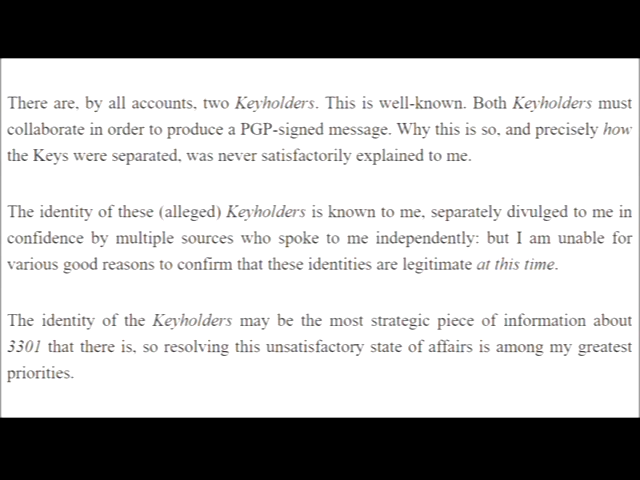 There are, by all accounts, two Keyholders. This is well-known. Both Keyholders must
collaborate in order to produce a PGP-signed message. Why this is so, and precisely how
the Keys were separated, was never satisfactorily explained to me.
The identity of these (alleged) Keyholders is known to me, separately divulged to me in
confidence by multiple sources who spoke to me independently: but I am unable for
various good reasons to confirm that these identities are legitimate at this time.
The identity of the Keyholders may be the most strategic piece of information about
3301 that there is, so resolving this unsatisfactory state of affairs is among my greatest
priorities.